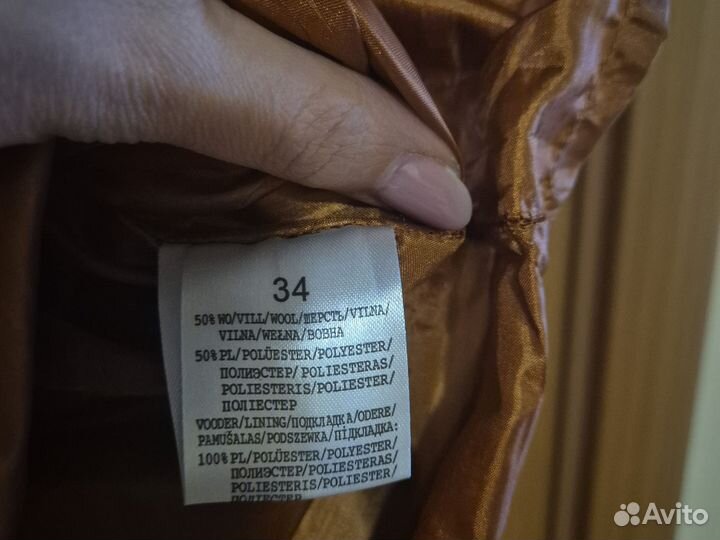 34
50% WO/VILL/WOOL/ШЕРСТЬ/VILNA/
VILNA/WEŁNA/ВОВНА
50% PL/POLÜESTER/POLYESTER/
ПОЛИЭСТЕР/POLIESTERAS/
POLIESTERIS/POLIESTER/
ПОЛІЕСТЕР
VOODER/LINING/ПОДКЛАДКА/ODERE/
PAMUŠALAS/PODSZEWKA/ПІДКЛАДКА:
100% PL/POLÜESTER/POLYESTER/
ПОЛИЭСТЕР/POLIESTERAS/
POLIESTERIS/POLIESTER/
Avito